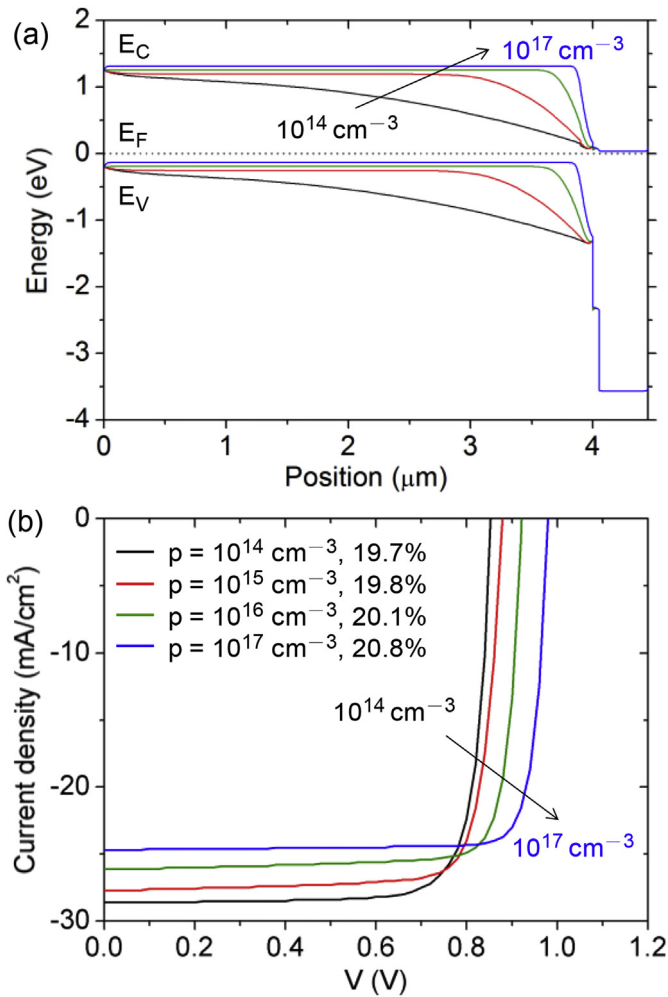 (a)
2
1
0
-1
-2
-3
-4
Energy (eV)
E_C
10^17 cm^−3
10^14 cm^−3
E_F
E_V
0 1 2 3 4
Position (μm)
(b)
0
-10
-20
-30
Current density (mA/cm²)
p = 10^14 cm^−3, 19.7%
p = 10^15 cm^−3, 19.8%
p = 10^16 cm^−3, 20.1%
p = 10^17 cm^−3, 20.8%
10^14 cm^−3
10^17 cm^−3
0.0 0.2 0.4 0.6 0.8 1.0 1.2
V (V)